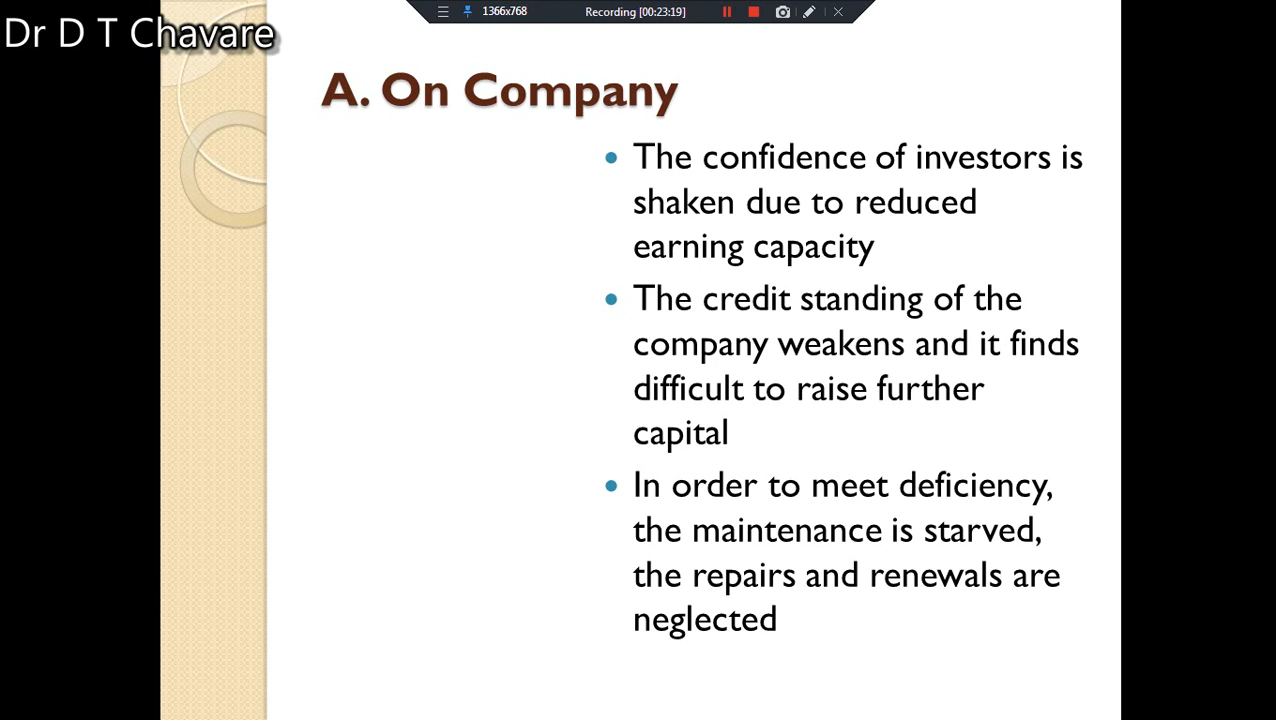 1366x768
Recording [00:23:19]
Dr D T Chavare
A. On Company
• The confidence of investors is
shaken due to reduced
earning capacity
• The credit standing of the
company weakens and it finds
difficult to raise further
capital
• In order to meet deficiency,
the maintenance is starved,
the repairs and renewals are
neglected